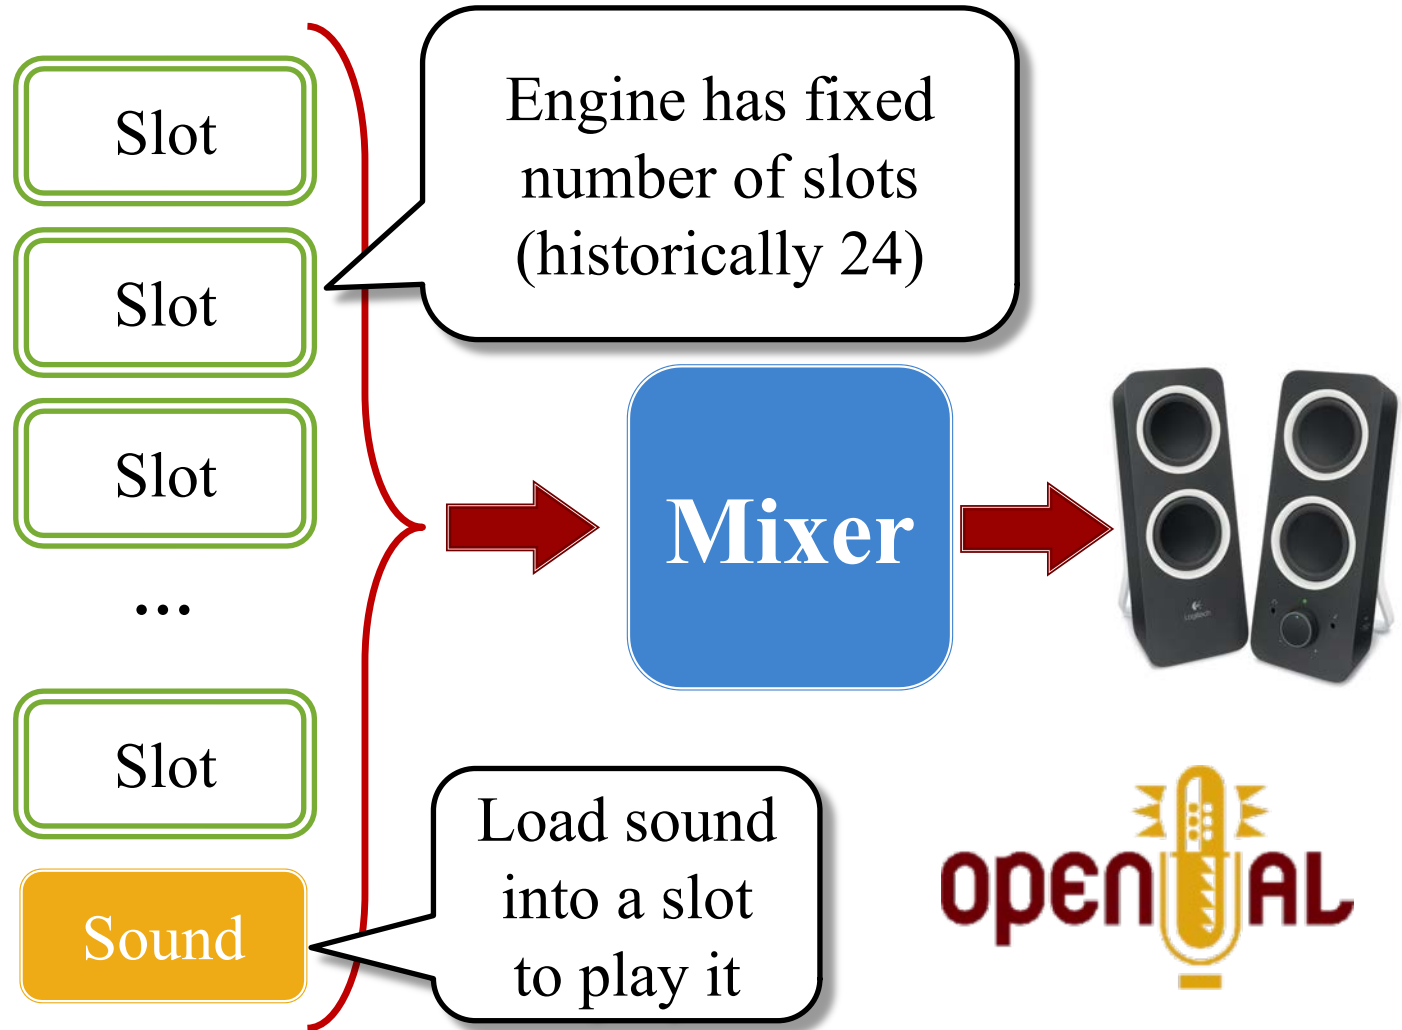 Slot
Slot
Slot
...
Slot
Sound
Engine has fixed
number of slots
(historically 24)
Mixer
Load sound
into a slot
to play it
Logitech
OPENAL